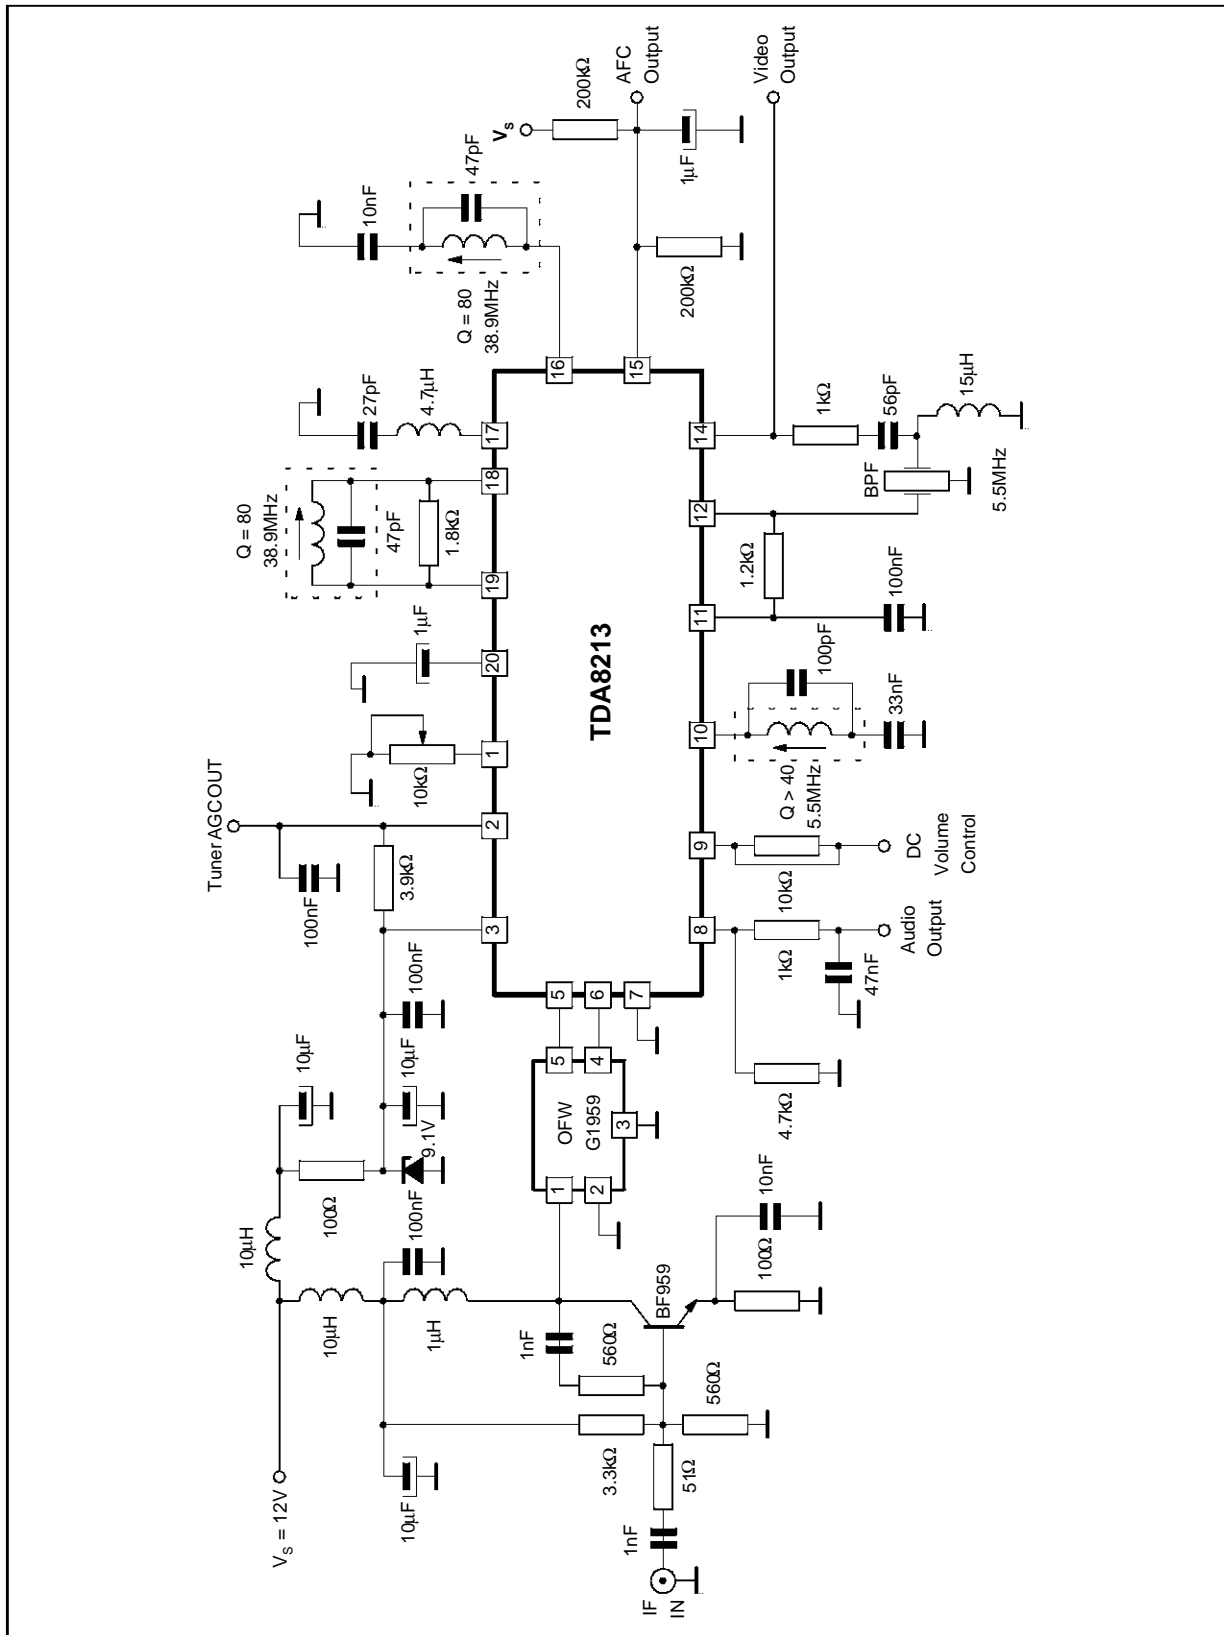 VS = 12V
10µH
10µH
10µF
100Ω
100nF
1µH
9.1V
10µF
100nF
10µF
Tuner AGCOUT
100nF
3.9kΩ
10kΩ
1µF
Q = 80
38.9MHz
47pF
1.8kΩ
27pF
4.7µH
10nF
47pF
Q = 80
38.9MHz
VS
200kΩ
AFC
Output
Video
Output
1µF
200kΩ
3
2
1
20
19
18
17
16
15
TDA8213
5
6
7
8
9
10
11
12
14
OFW
G1959
1
2
3
4
5
IF
IN
1nF
51Ω
3.3kΩ
560Ω
560Ω
1nF
BF959
100Ω
10nF
4.7kΩ
1kΩ
47nF
Audio
Output
10kΩ
DC
Volume
Control
Q > 40
5.5MHz
100pF
33nF
1.2kΩ
100nF
BPF
5.5MHz
1kΩ
56pF
15µH